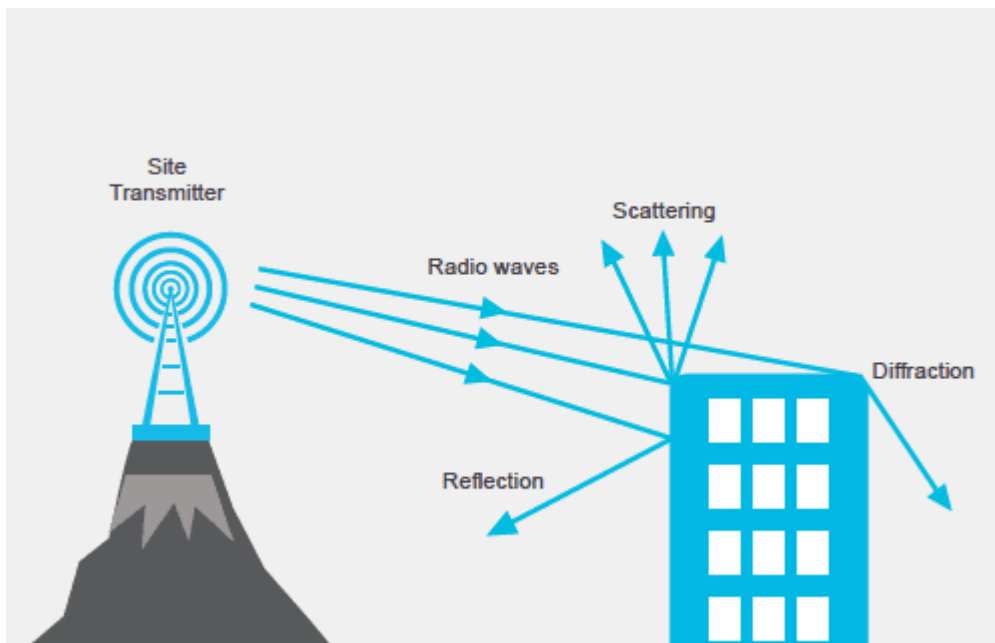 Site
Transmitter
Scattering
Radio waves
Diffraction
Reflection